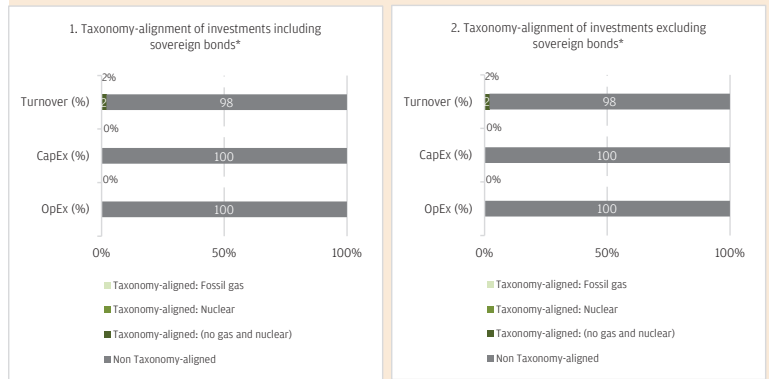 1. Taxonomy-alignment of investments including
sovereign bonds*
2%
Turnover (%)
2
98
0%
CapEx (%)
100
0%
OpEx (%)
100
0%
50%
100%
Taxonomy-aligned: Fossil gas
Taxonomy-aligned: Nuclear
Taxonomy-aligned: (no gas and nuclear)
Non Taxonomy-aligned
2. Taxonomy-alignment of investments excluding
sovereign bonds*
2%
Turnover (%)
2
98
0%
CapEx (%)
100
0%
OpEx (%)
100
0%
50%
100%
Taxonomy-aligned: Fossil gas
Taxonomy-aligned: Nuclear
Taxonomy-aligned: (no gas and nuclear)
Non Taxonomy-aligned